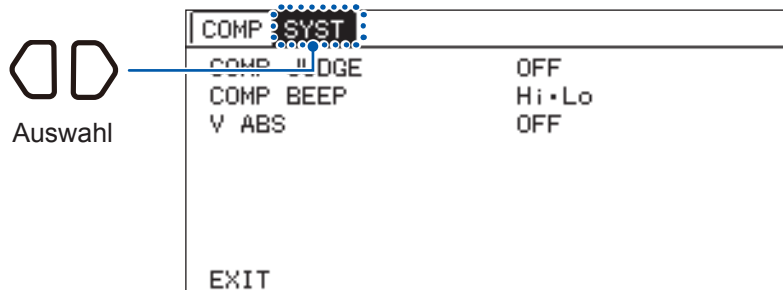 COMP SYST
COMP JUDGE OFF
COMP BEEP Hi・Lo
V ABS OFF
EXIT
Auswahl